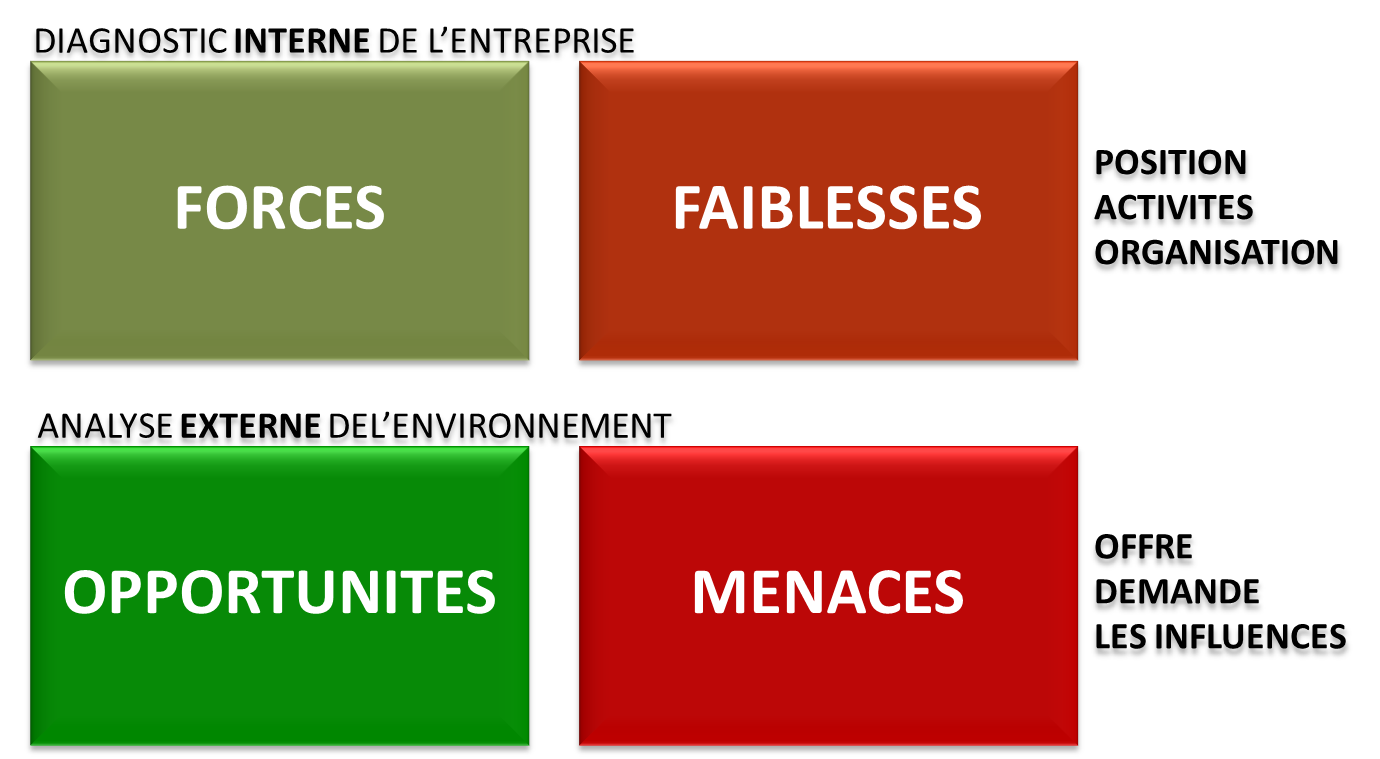 DIAGNOSTIC INTERNE DE L’ENTREPRISE
FORCES
FAIBLESSES
POSITION
ACTIVITES
ORGANISATION
ANALYSE EXTERNE DEL’ENVIRONNEMENT
OPPORTUNITES
MENACES
OFFRE
DEMANDE
LES INFLUENCES